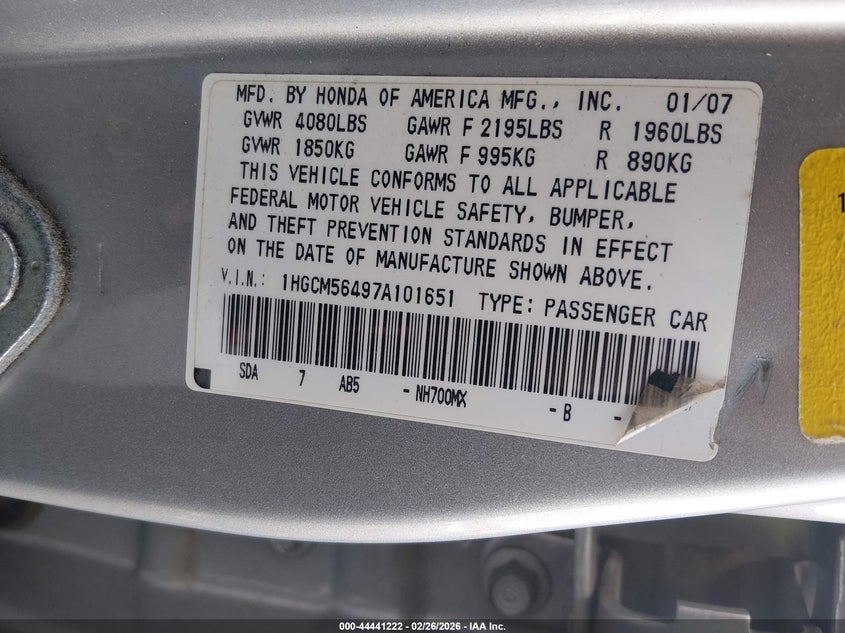 MFD. BY HONDA OF AMERICA MFG., INC. 01/07
GVWR 4080LBS GAWR F 2195LBS R 1960LBS
GVWR 1850KG GAWR F 995KG R 890KG
THIS VEHICLE CONFORMS TO ALL APPLICABLE
FEDERAL MOTOR VEHICLE SAFETY, BUMPER,
AND THEFT PREVENTION STANDARDS IN EFFECT
ON THE DATE OF MANUFACTURE SHOWN ABOVE.
V.I.N.: 1HGCM56497A101651 TYPE: PASSENGER CAR
SDA 7 AB5 - NH700MX - B -
1
000-44441222 - 02/26/2026 - IAA Inc.